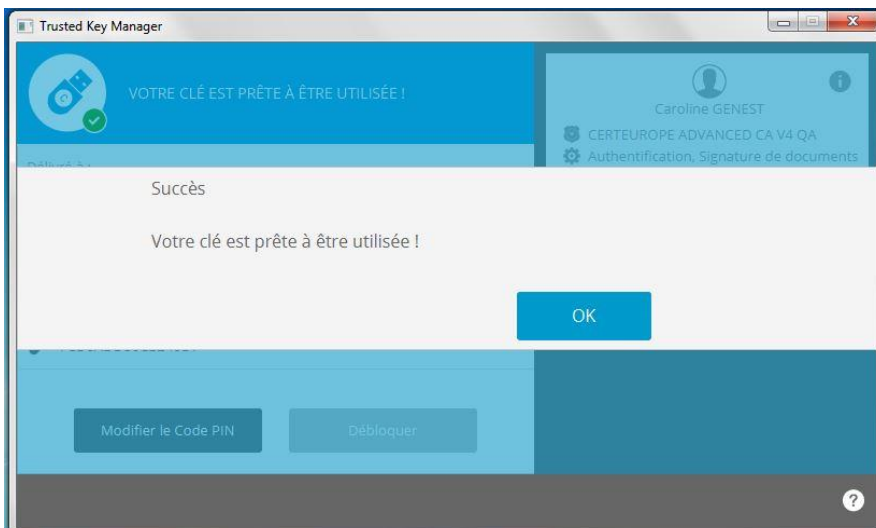 Trusted Key Manager
VOTRE CLÉ EST PRÊTE À ÊTRE UTILISÉE !
Caroline GENEST
CERTEUROPE ADVANCED CA V4 QA
Authentification, Signature de documents
Délivré à :
Succès
Votre clé est prête à être utilisée !
OK
Modifier le Code PIN
Débloquer